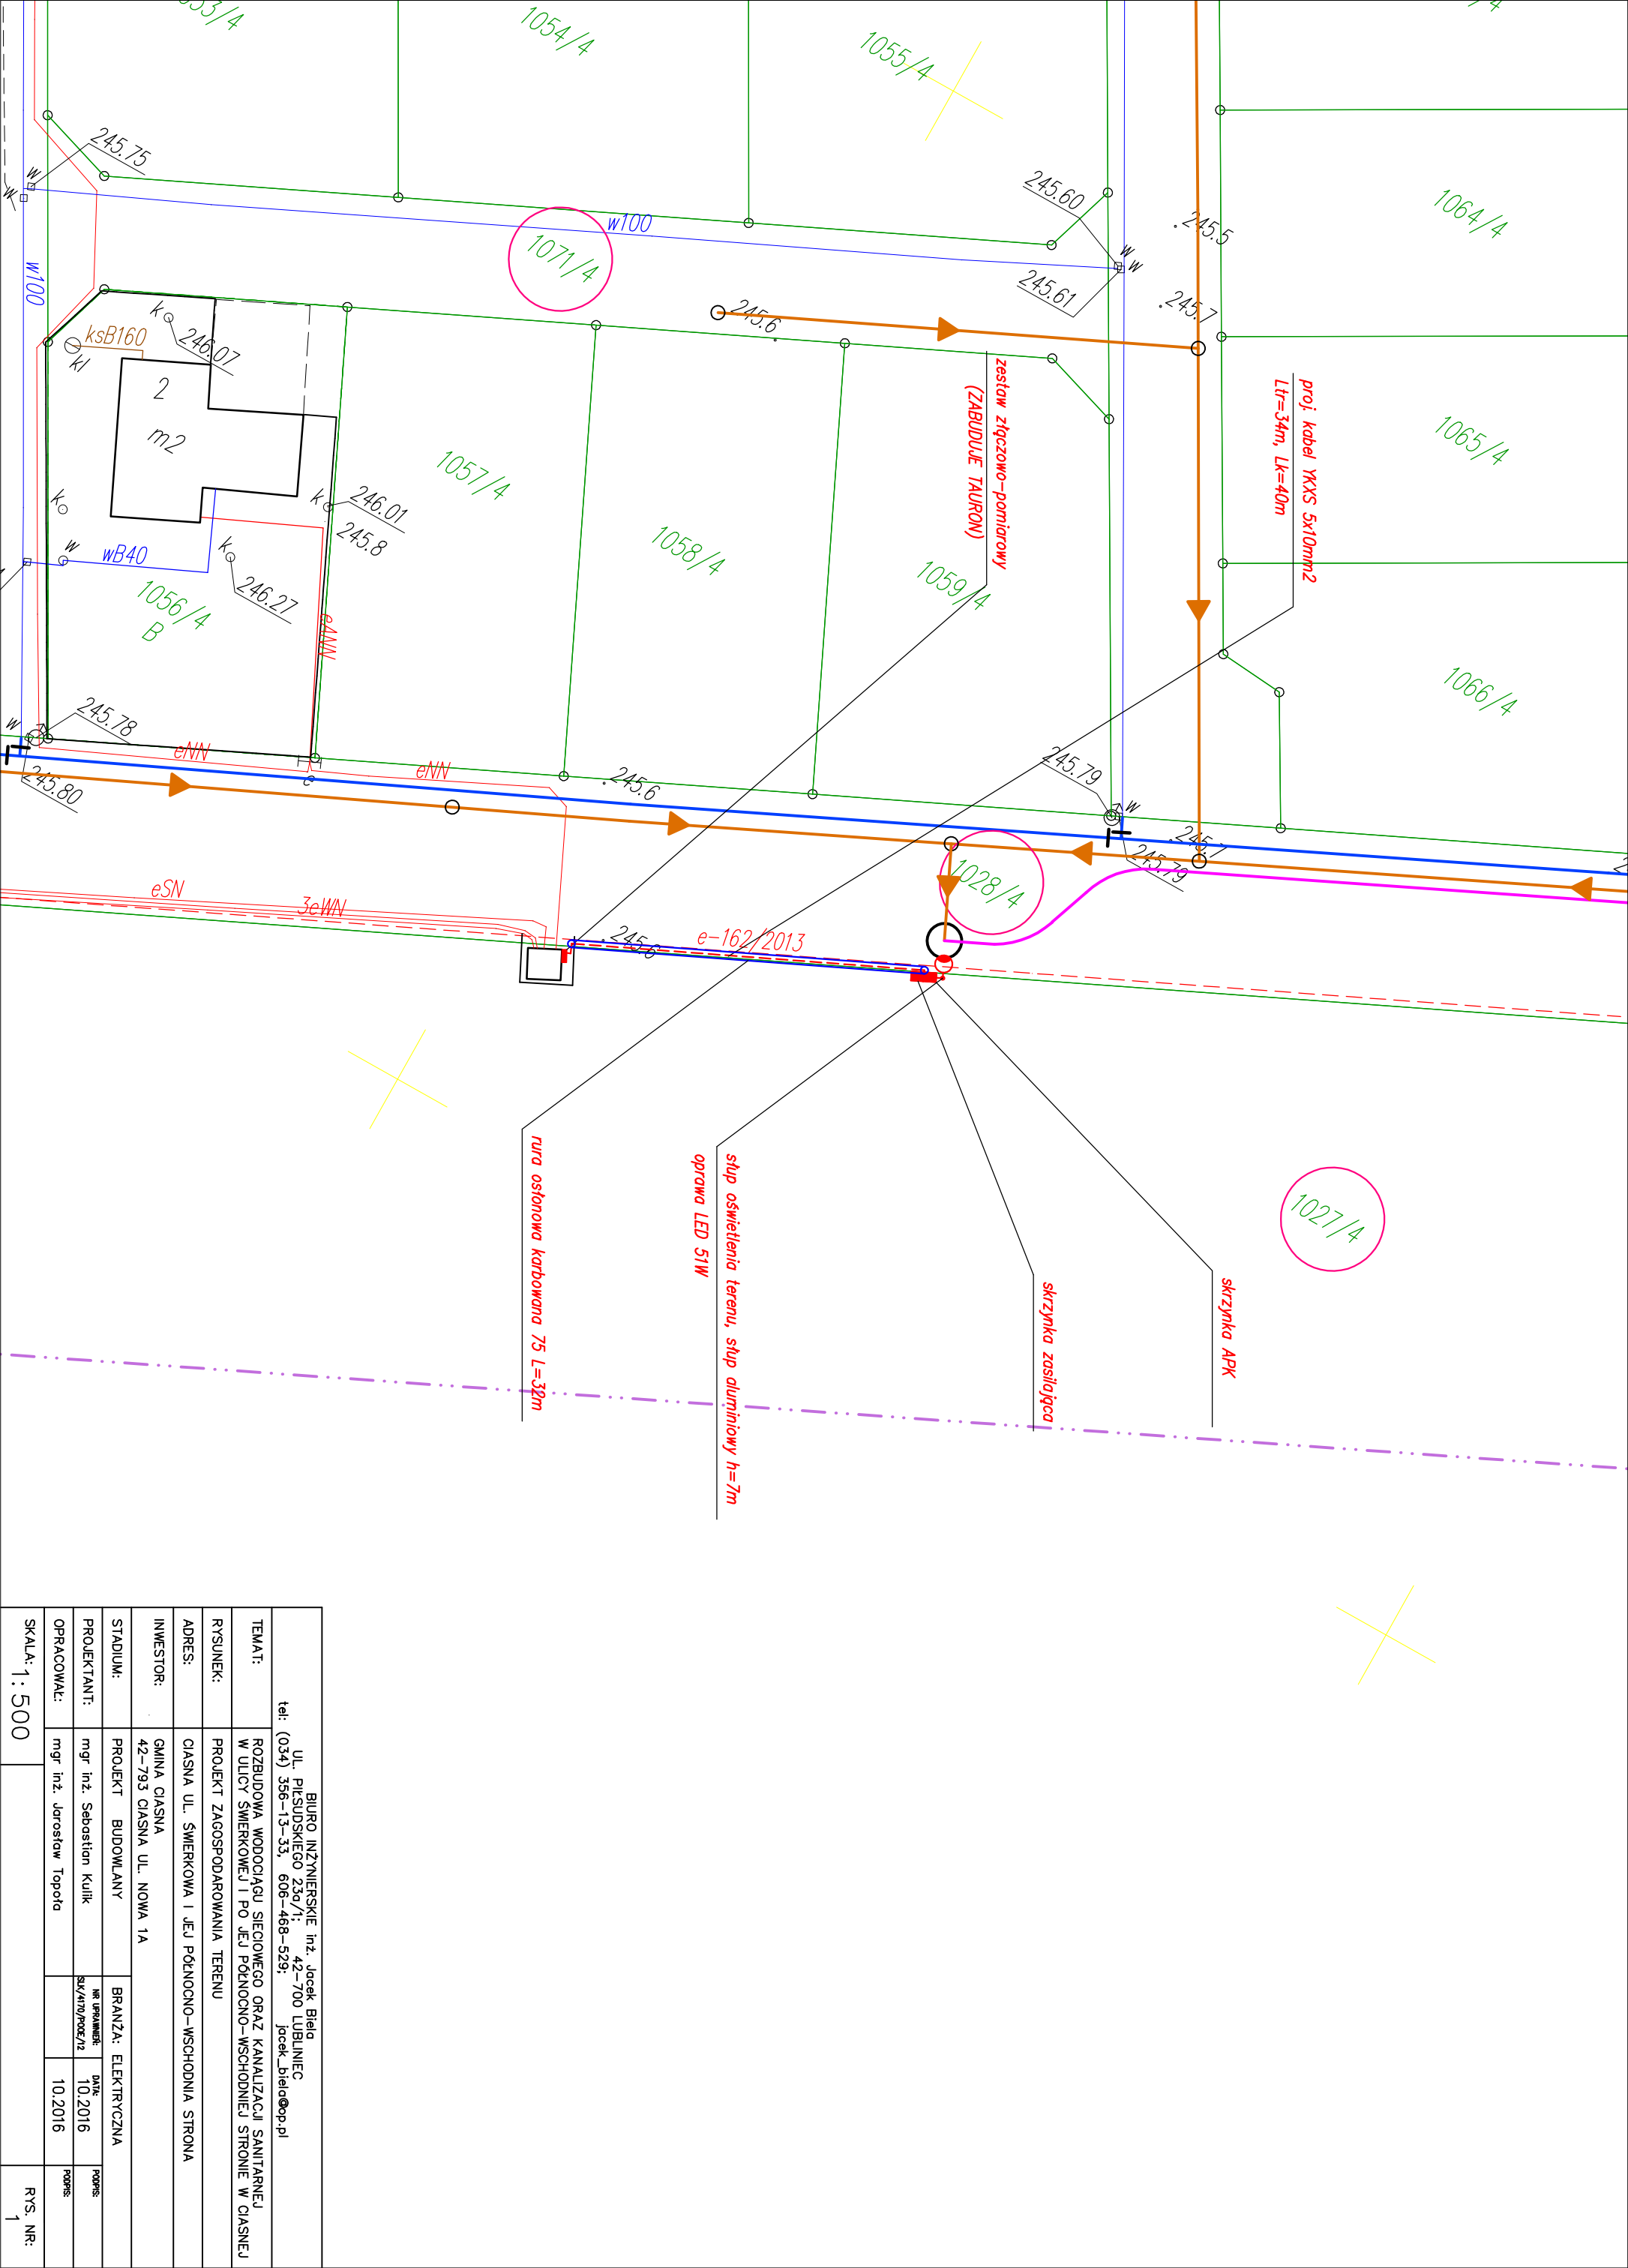 1054/4
1055/4
1064/4
1065/4
1066/4
245.75
w
w
w100
w100
1071/4
245.60
245.61
w
w
.245.5
.245.7
245.6
ksB160
kl
k
246.07
2
m2
k
k
246.01
245.8
k
246.27
w
wB40
1056/4
B
eANN
1057/4
1058/4
1059/4
zestaw złączowo-pomiarowy
(ZABUDUJE TAURON)
proj. kabel YKXS 5x10mm2
Ltr=34m, Lk=40m
245.78
w
245.80
eNN
eNN
e
.245.6
245.79
w
.245.7
245.79
1028/4
eSN
3eWN
e-162/2013
.245.6
1027/4
rura osłonowa karbowana 75 L=32m
słup oświetlenia terenu, słup aluminiowy h=7m
oprawa LED 51W
skrzynka zasilająca
skrzynka APK
BIURO INŻYNIERSKIE inż. Jacek Biela
UL. PIŁSUDSKIEGO 23a/1; 42-700 LUBLINIEC
tel: (034) 356-13-33, 606-468-529; jacek_biela@op.pl
TEMAT: ROZBUDOWA WODOCIĄGU SIECIOWEGO ORAZ KANALIZACJI SANITARNEJ
W ULICY ŚWIERKOWEJ I PO JEJ PÓŁNOCNO-WSCHODNIEJ STRONIE W CIASNEJ
RYSUNEK: PROJEKT ZAGOSPODAROWANIA TERENU
ADRES: CIASNA UL. ŚWIERKOWA I JEJ PÓŁNOCNO-WSCHODNIA STRONA
INWESTOR: GMINA CIASNA
42-793 CIASNA UL. NOWA 1A
STADIUM: PROJEKT BUDOWLANY BRANŻA: ELEKTRYCZNA
PROJEKTANT: mgr inż. Sebastian Kulik NR UPRAWNIEŃ: SLK/4170/POOE/12 DATA: 10.2016 PODPIS:
OPRACOWAŁ: mgr inż. Jarosław Topoła 10.2016 PODPIS:
SKALA: 1:500 RYS. NR: 1